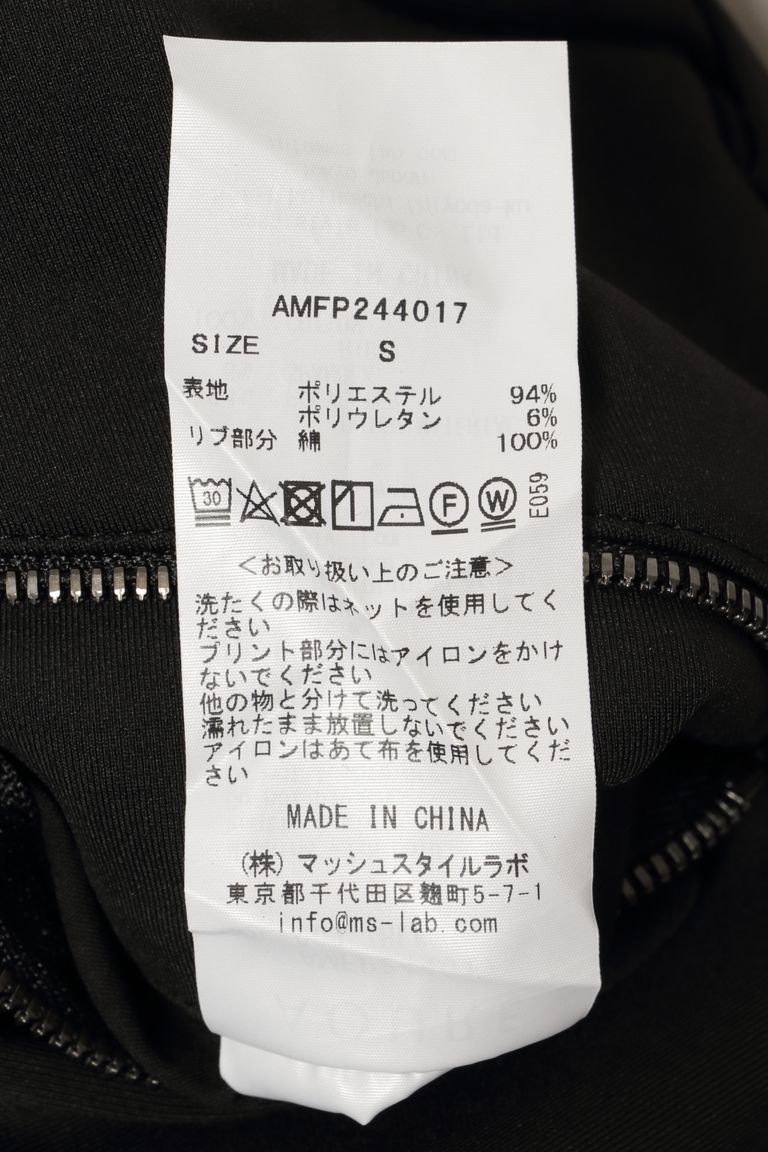 AMFP244017
SIZE S
表地 ポリエステル 94%
ポリウレタン 6%
リブ部分 綿 100%
30 F W E059
<お取り扱い上のご注意>
洗たくの際はネットを使用してく
ださい
プリント部分にはアイロンをかけ
ないでください
他の物と分けて洗ってください
濡れたまま放置しないでください
アイロンはあて布を使用してくだ
さい
MADE IN CHINA
(株) マッシュスタイルラボ
東京都千代田区麹町5-7-1
info@ms-lab.com